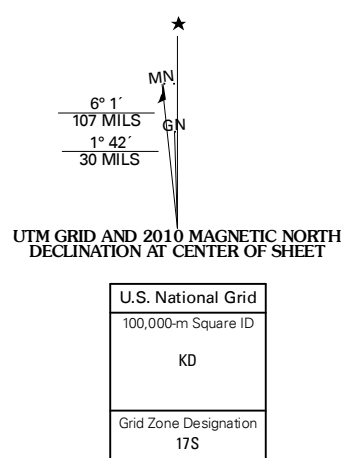 M.N.
6° 1´
107 MILS
GN
1° 42´
30 MILS
UTM GRID AND 2010 MAGNETIC NORTH
DECLINATION AT CENTER OF SHEET
U.S. National Grid
100,000-m Square ID
KD
Grid Zone Designation
17S